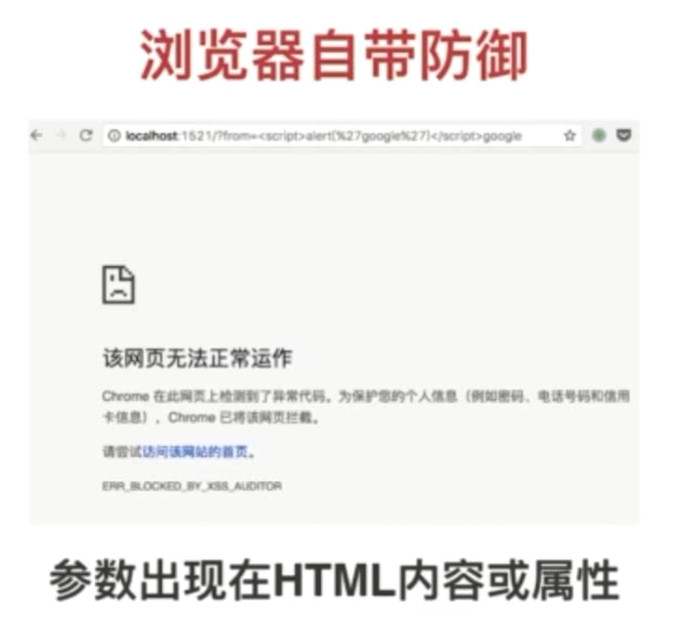 浏览器自带防御
localhost:1521/?from=<script>alert(%27google%27)</script>google
该网页无法正常运作
Chrome 在此网页上检测到了异常代码。为保护您的个人信息（例如密码、电话号码和信用
卡信息），Chrome 已将该网页拦截。
请尝试访问该网站的首页。
ERR_BLOCKED_BY_XSS_AUDITOR
参数出现在HTML内容或属性